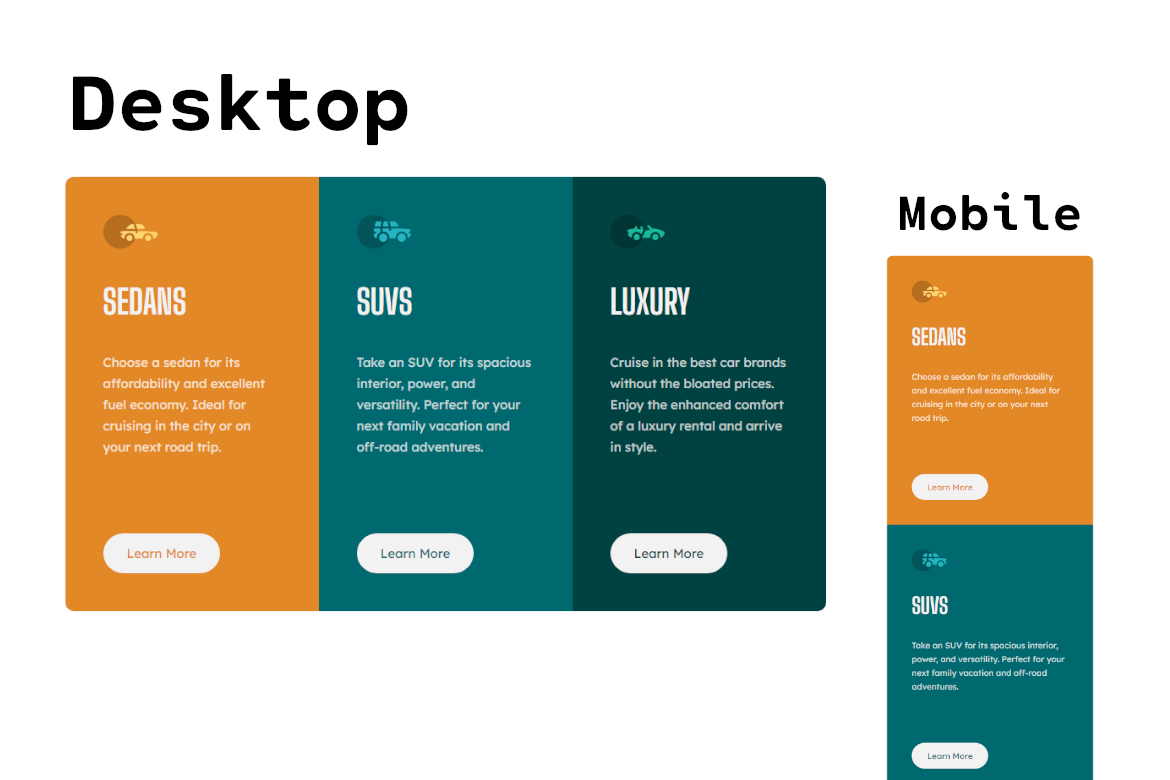 Desktop
SEDANS
Choose a sedan for its
affordability and excellent
fuel economy. Ideal for
cruising in the city or on
your next road trip.
Learn More
SUVS
Take an SUV for its spacious
interior, power, and
versatility. Perfect for your
next family vacation and
off-road adventures.
Learn More
LUXURY
Cruise in the best car brands
without the bloated prices.
Enjoy the enhanced comfort
of a luxury rental and arrive
in style.
Learn More
Mobile
SEDANS
Choose a sedan for its affordability
and excellent fuel economy. Ideal for
cruising in the city or on your next
road trip.
Learn More
SUVS
Take an SUV for its spacious interior,
power, and versatility. Perfect for your
next family vacation and off-road
adventures.
Learn More